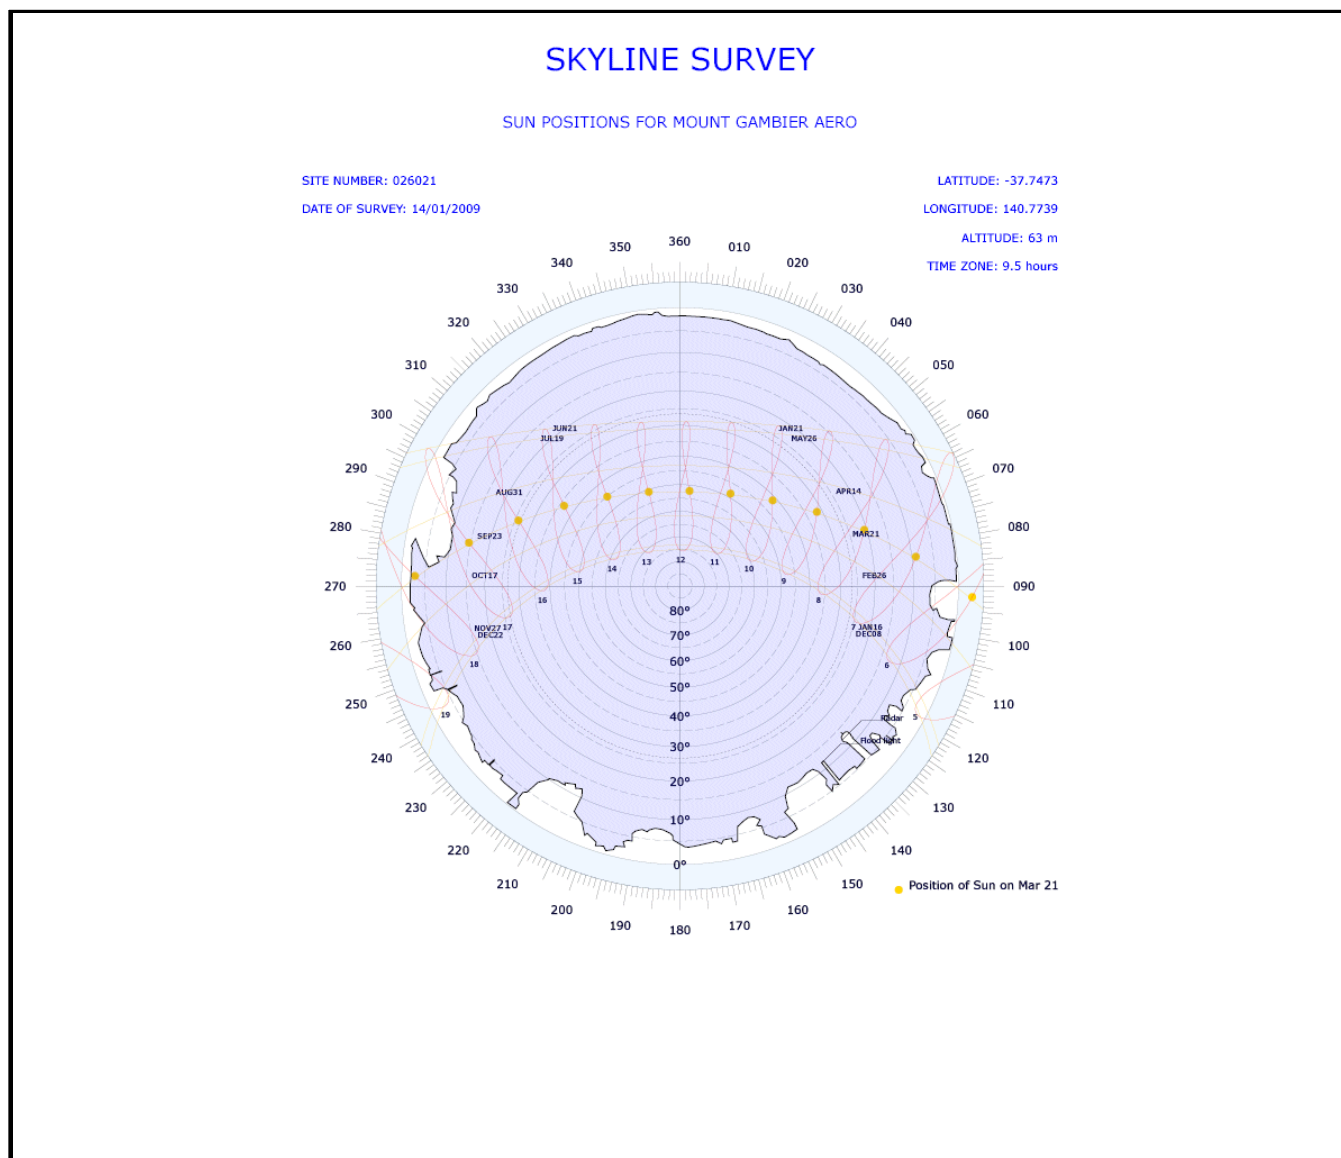 SKYLINE SURVEY
SUN POSITIONS FOR MOUNT GAMBIER AERO
SITE NUMBER: 026021
LATITUDE: -37.7473
DATE OF SURVEY: 14/01/2009
LONGITUDE: 140.7739
ALTITUDE: 63 m
TIME ZONE: 9.5 hours
360
350 010
340 020
330 030
320 040
310 050
300 060
290 070
280 080
270 090
260 100
250 110
240 120
230 130
220 140
210 150
200 160
190 170
180
JUN21 JAN21
JUL19 MAY26
AUG31 APR14
SEP23 MAR21
OCT17 FEB26
NOV27 17 7 JAN16
DEC22 DEC08
19 18 16 15 14 13 12 11 10 9 8 6 5
80°
70°
60°
50°
40°
30°
20°
10°
0°
Radar
Flood light
Position of Sun on Mar 21